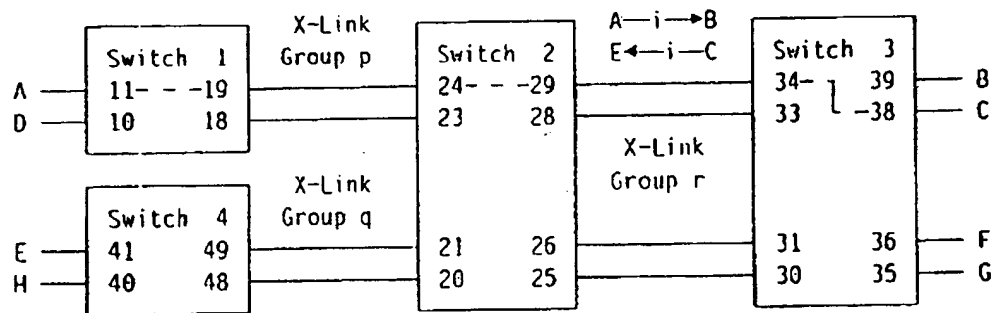 X-Link
Group p
A—i→B
E←i—C
Switch 1
11- - -19
10 18
Switch 2
24- - -29
23 28
21 26
20 25
Switch 3
34- 39
33 -38
31 36
30 35
A
D
B
C
X-Link
Group q
X-Link
Group r
Switch 4
41 49
40 48
E
H
F
G